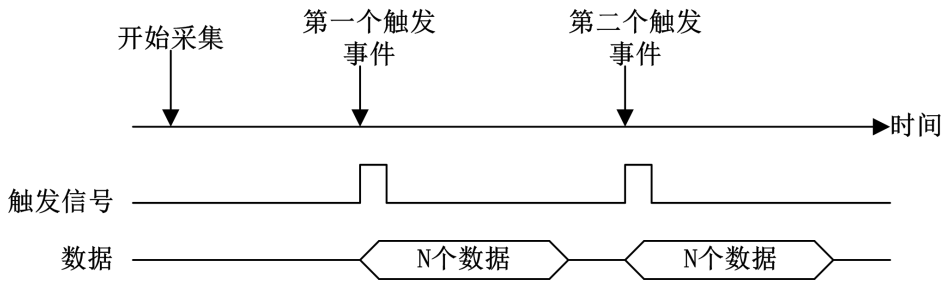 开始采集
第一个触发
事件
第二个触发
事件
时间
触发信号
数据
N个数据
N个数据